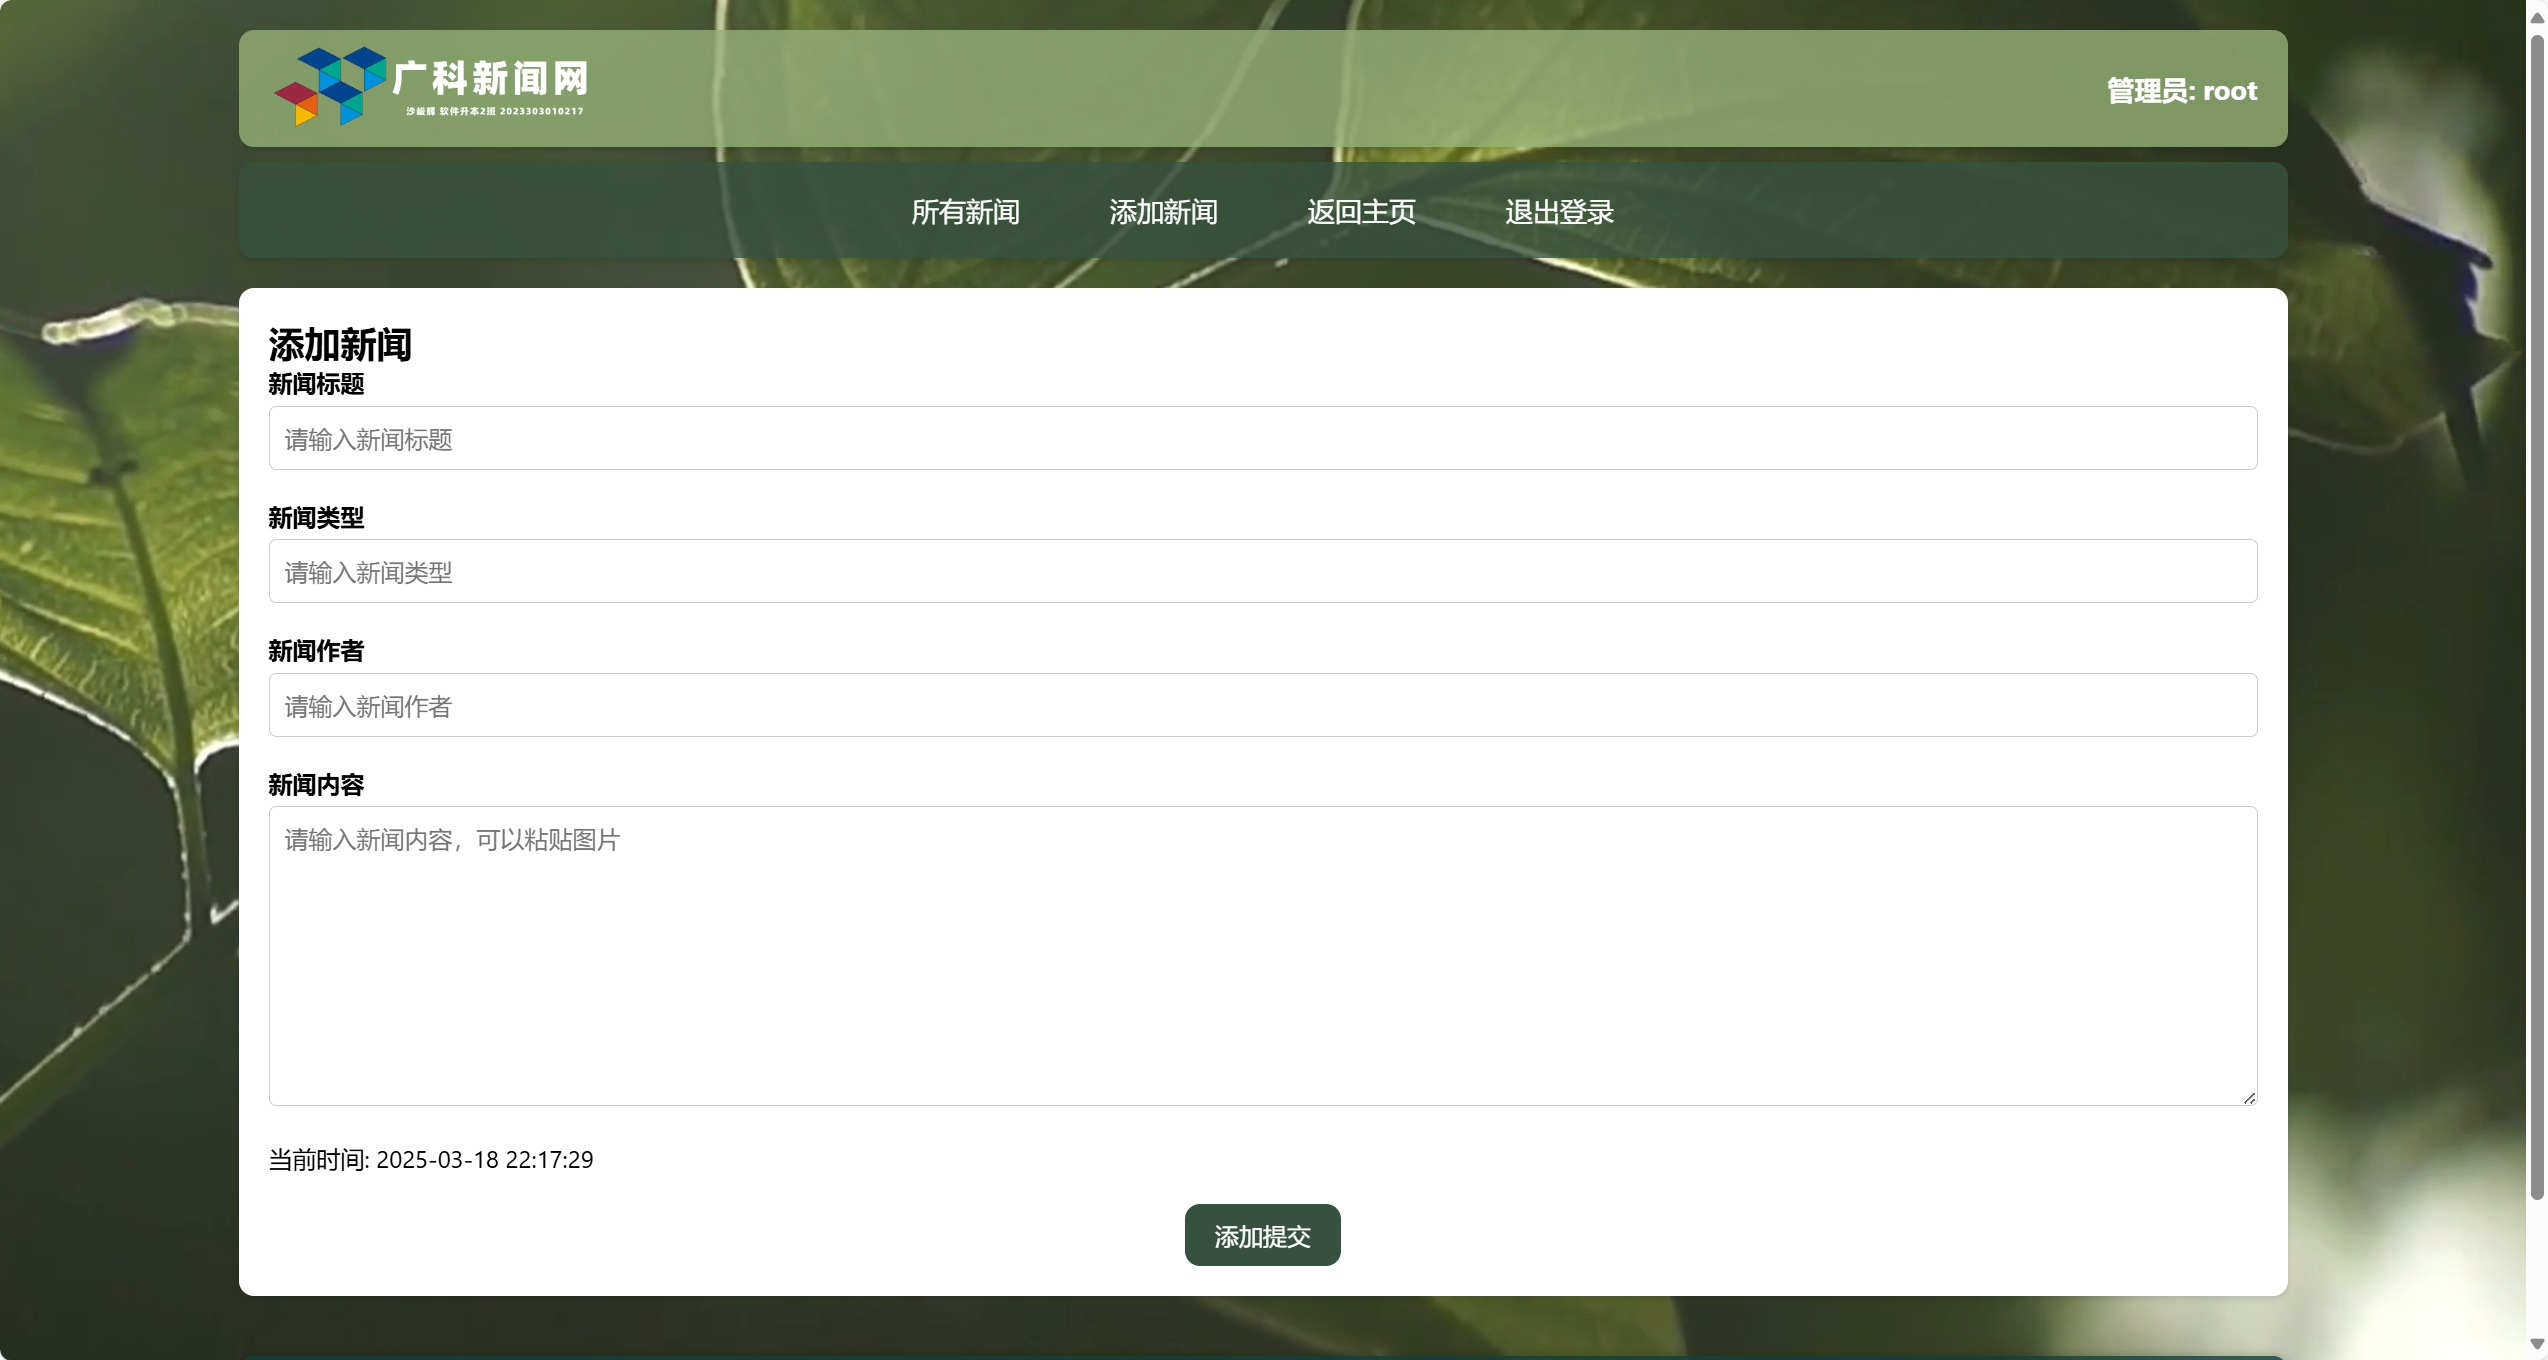 广科新闻网
沙峻辉 软件升本2班 2023303010217
管理员: root
所有新闻 添加新闻 返回主页 退出登录
添加新闻
新闻标题
请输入新闻标题
新闻类型
请输入新闻类型
新闻作者
请输入新闻作者
新闻内容
请输入新闻内容，可以粘贴图片
当前时间: 2025-03-18 22:17:29
添加提交